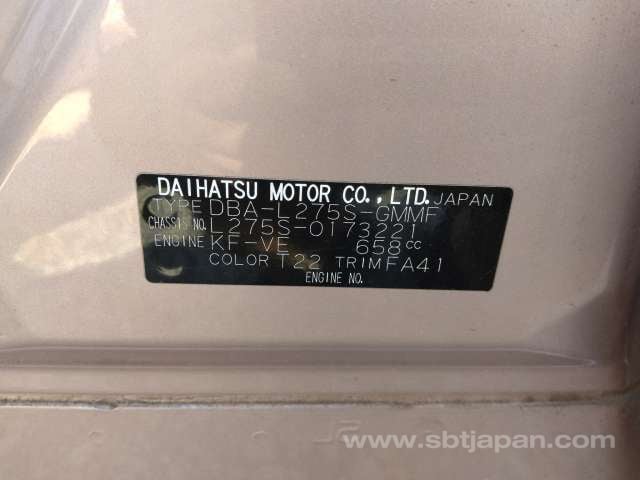 DAIHATSU MOTOR CO., LTD. JAPAN
TYPE DBA-L275S-GMMF
CHASSIS NO. L275S-0173221
ENGINE KF-VE 658cc
COLOR T22 TRIM FA41
ENGINE NO.
www.sbtjapan.com